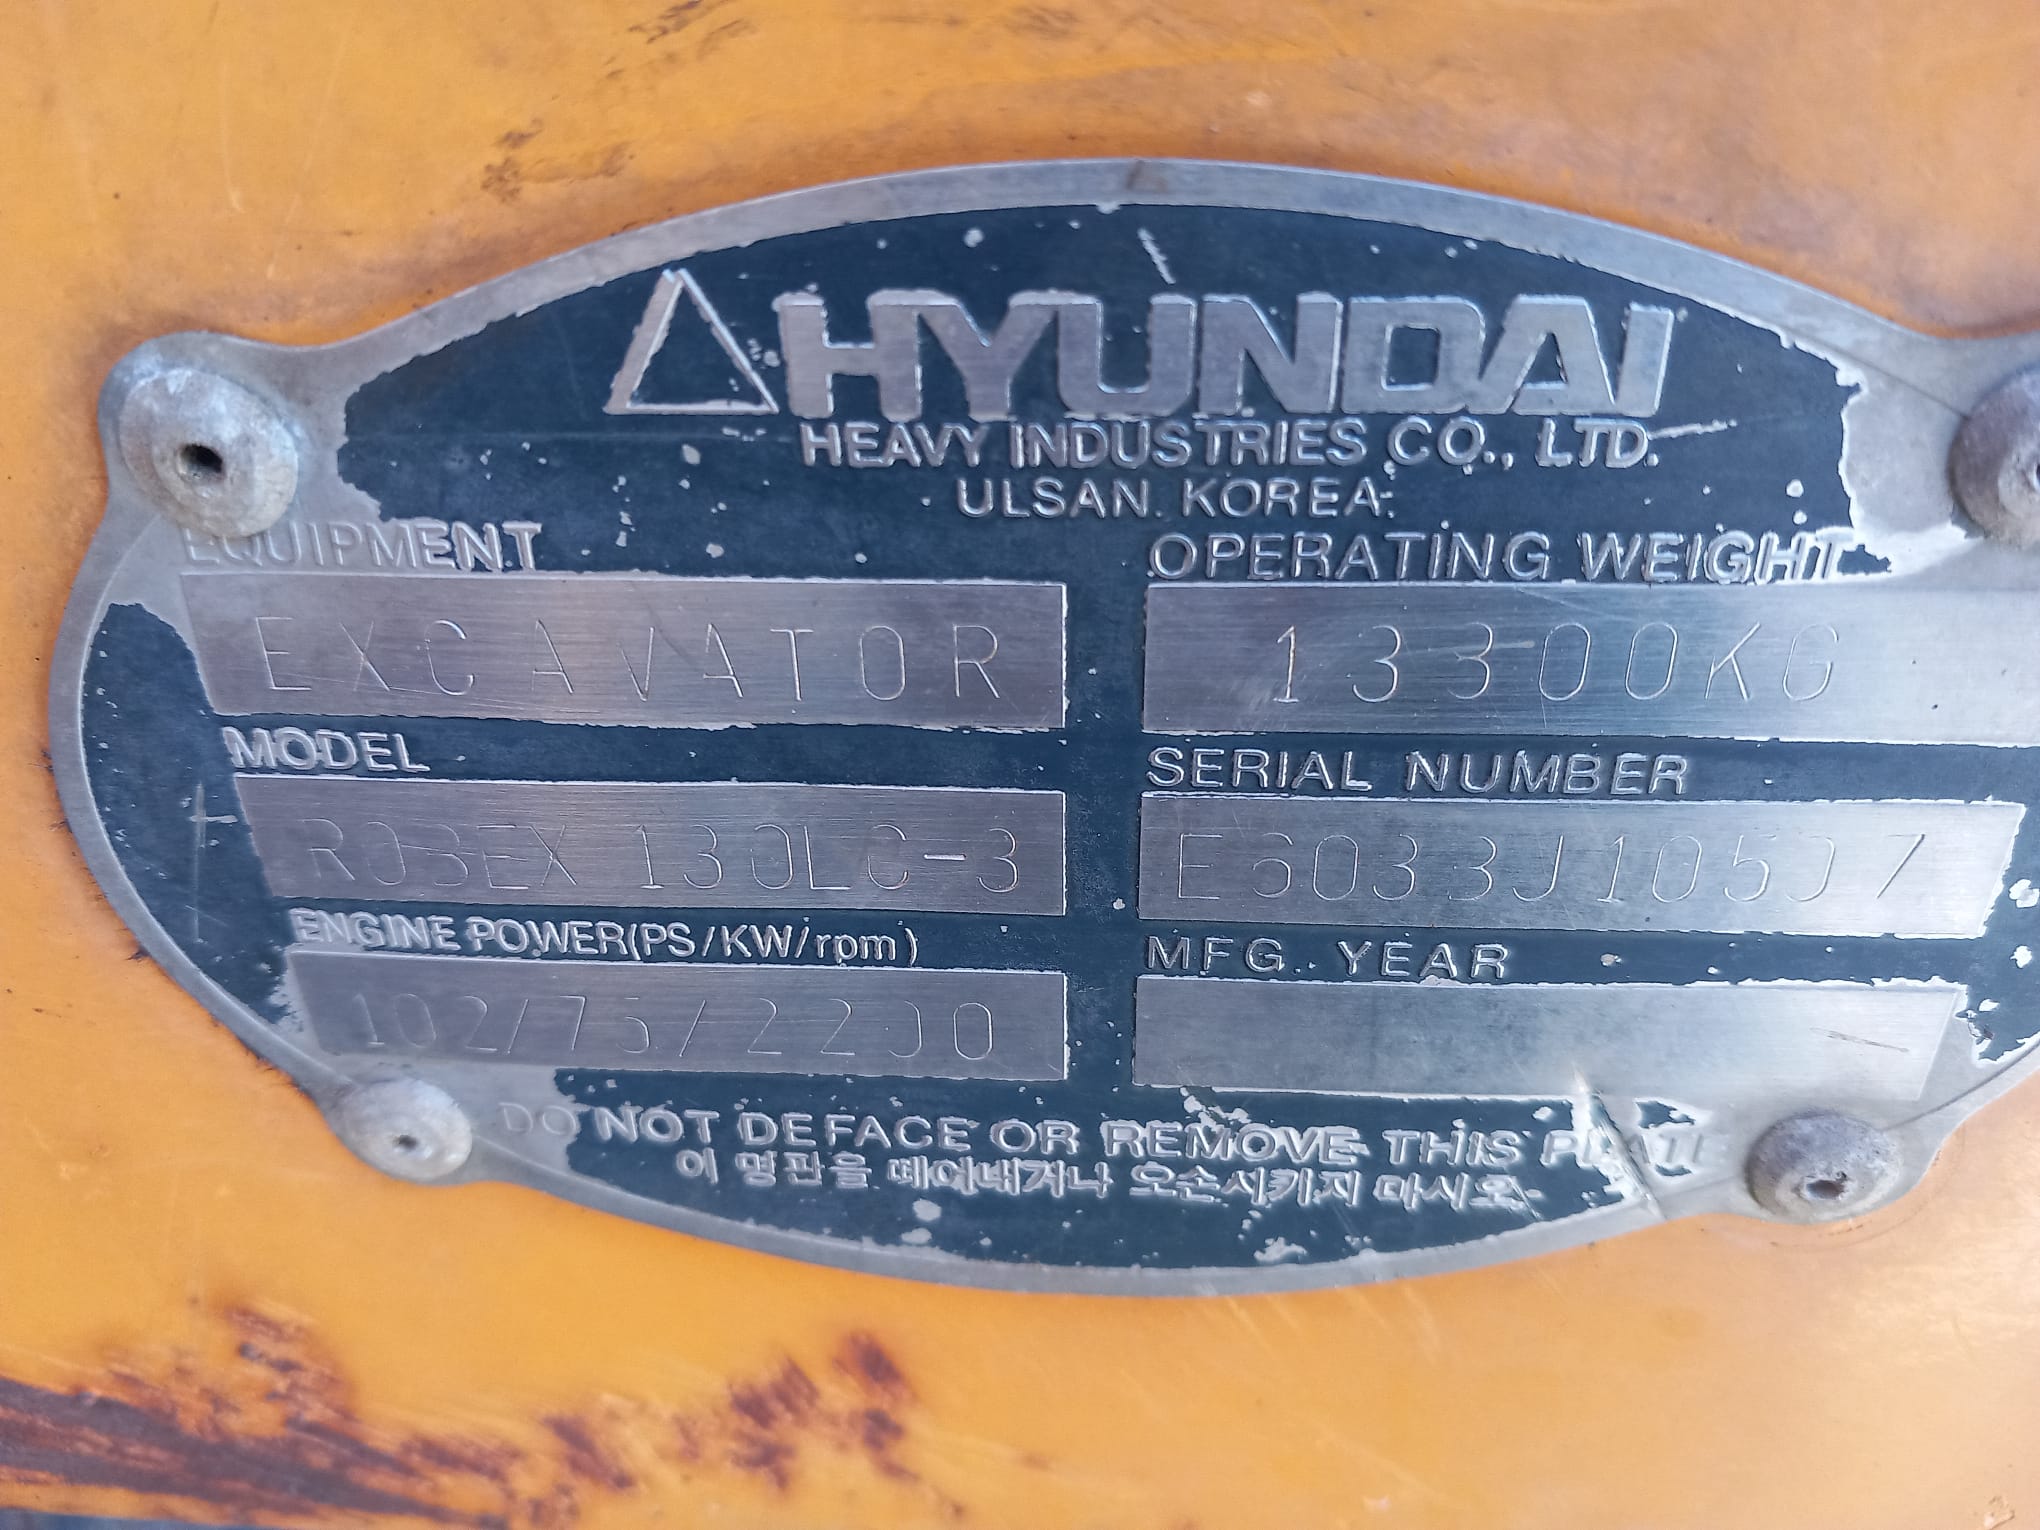 HYUNDAI
HEAVY INDUSTRIES CO., LTD.
ULSAN. KOREA.
EQUIPMENT
OPERATING WEIGHT
EXCAVATOR
13300KG
MODEL
SERIAL NUMBER
ROBEX 130LC-3
E6033J10507
ENGINE POWER(PS/KW/rpm)
MFG. YEAR
102/75/2200
DO NOT DEFACE OR REMOVE THIS PLATE
이 명판을 떼어내거나 오손시키지 마시오.